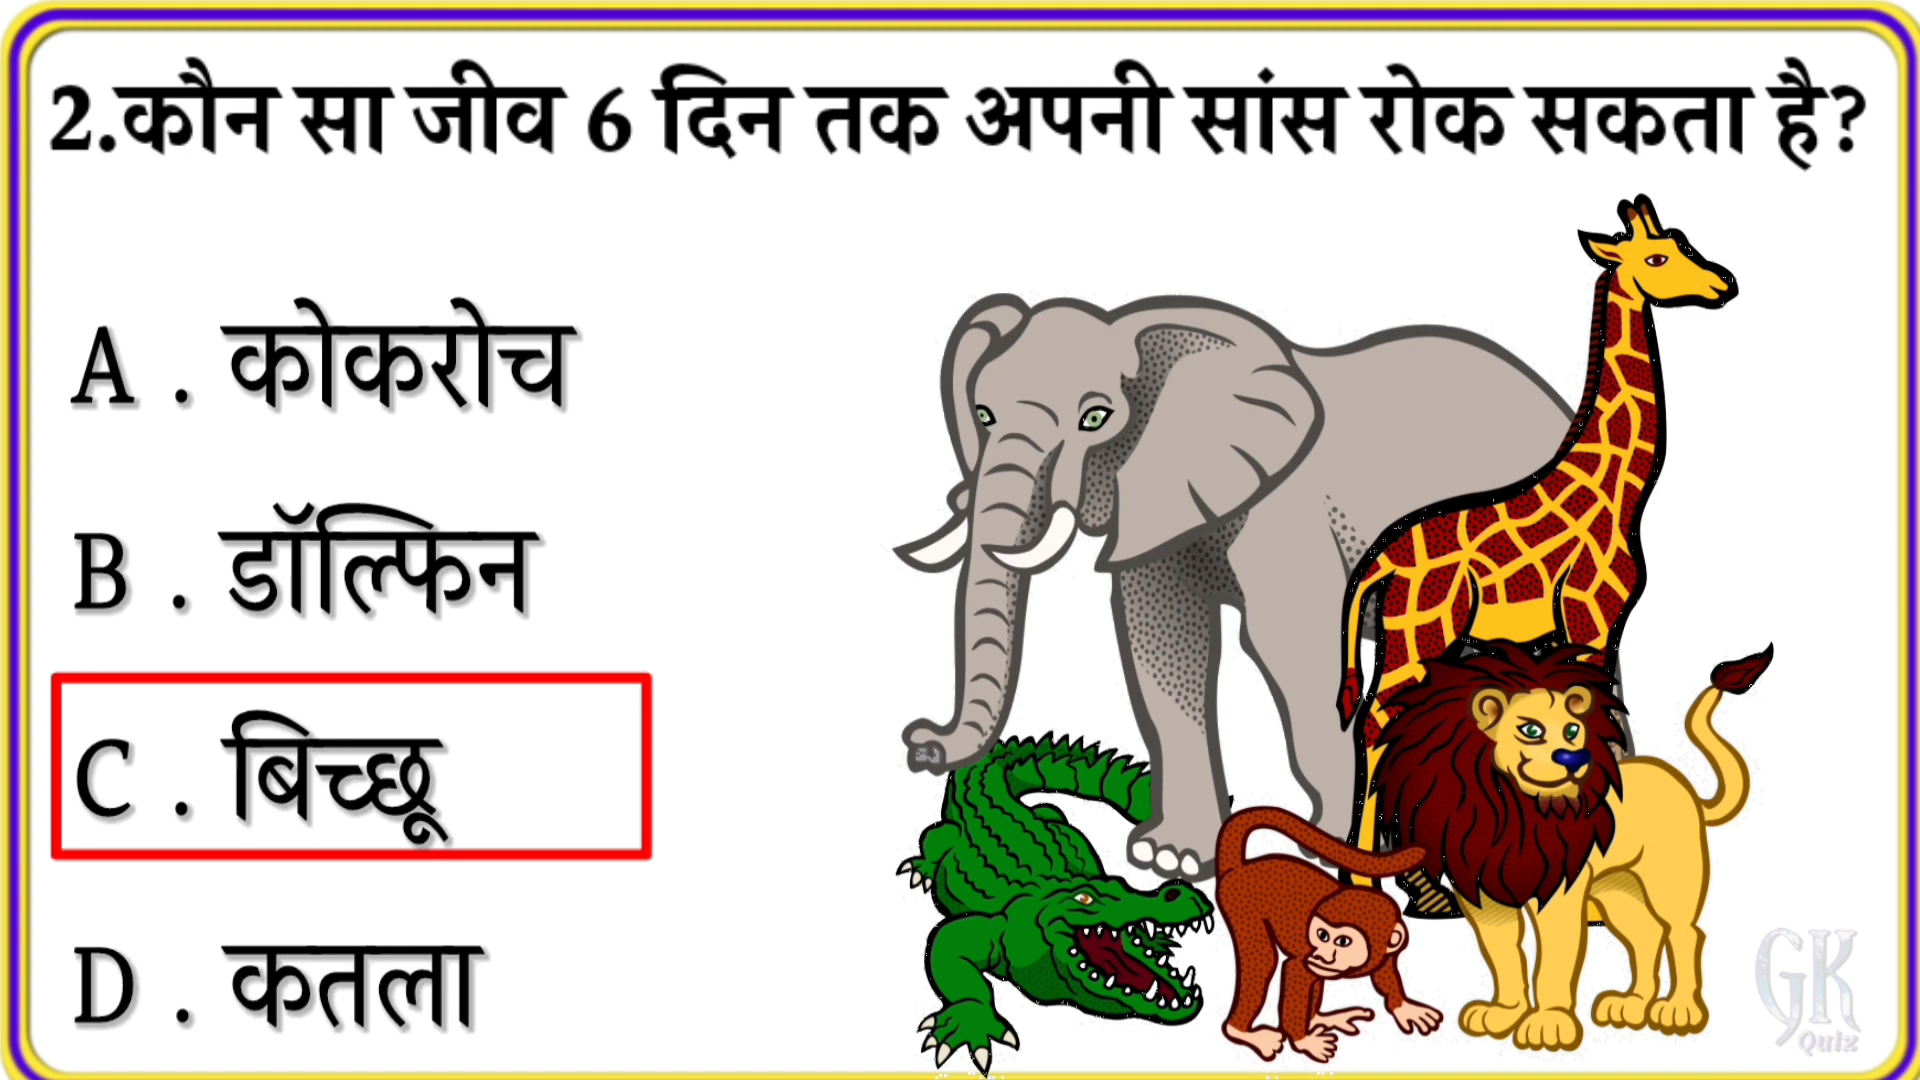 2.कौन सा जीव 6 दिन तक अपनी सांस रोक सकता है?
A . कोकरोच
B . डॉल्फिन
C . बिच्छू
D . कतला
GK
Quiz